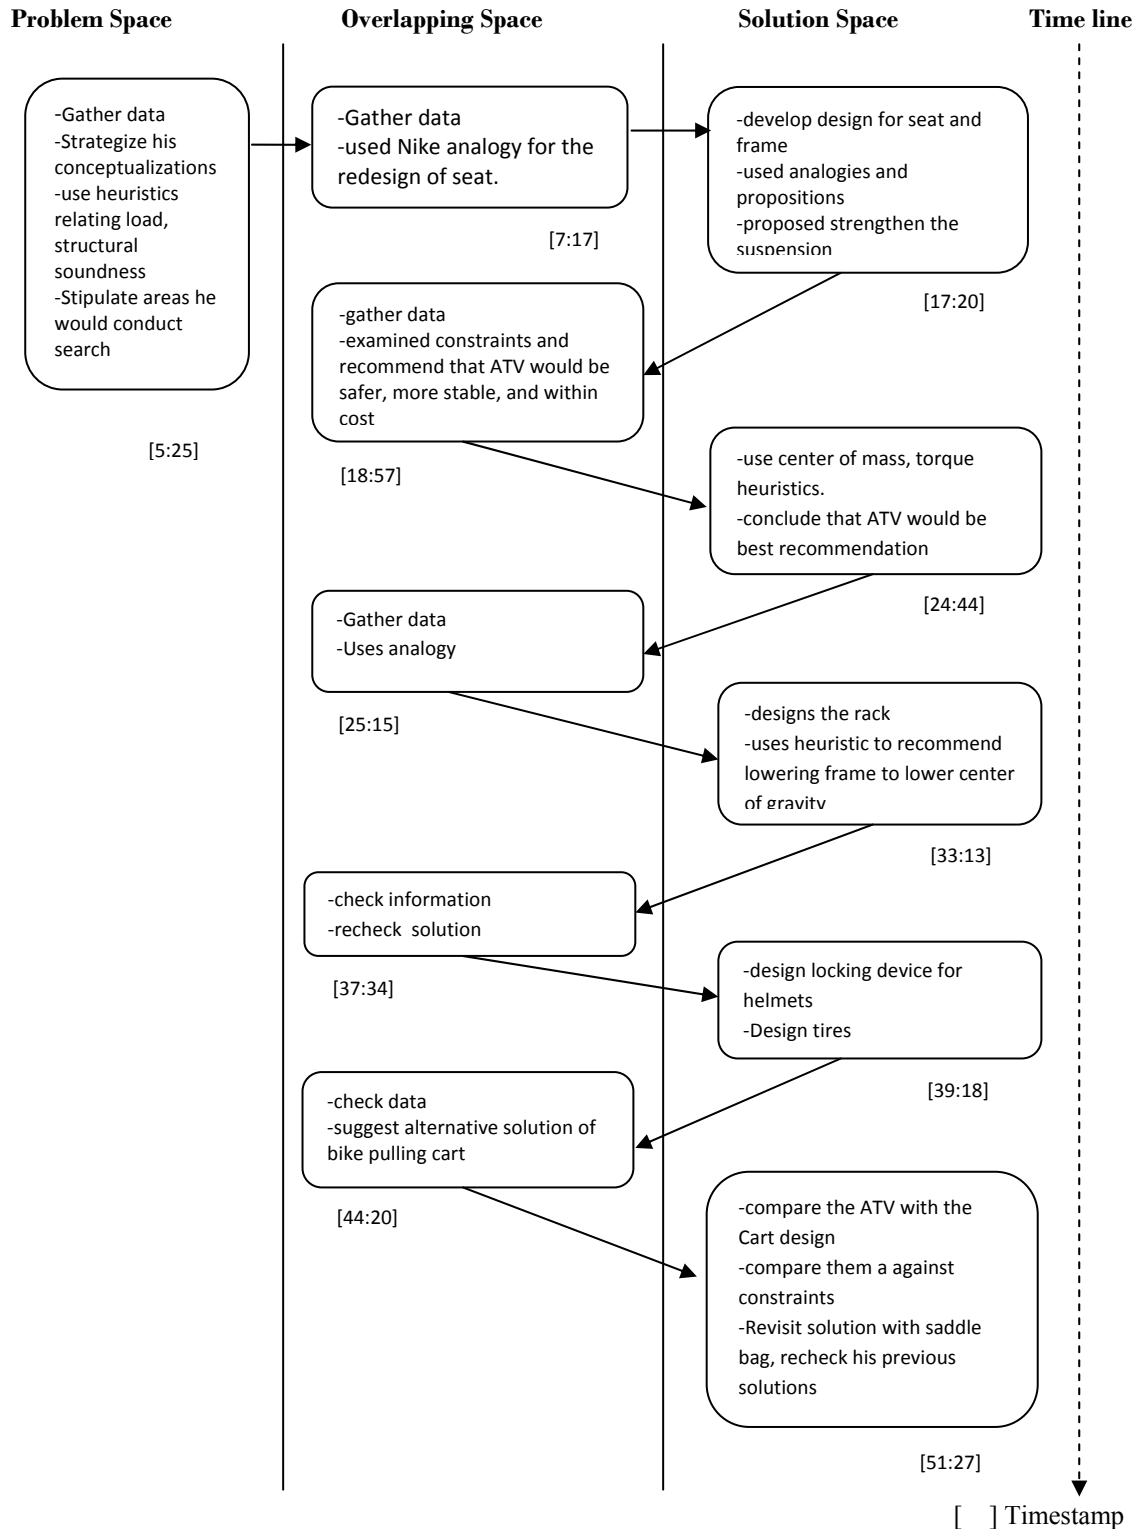 Problem Space
Overlapping Space
Solution Space
Time line
-Gather data
-Strategize his
conceptualizations
-use heuristics
relating load,
structural
soundness
-Stipulate areas he
would conduct
search
[5:25]
-Gather data
-used Nike analogy for the
redesign of seat.
[7:17]
-develop design for seat and
frame
-used analogies and
propositions
-proposed strengthen the
suspension
[17:20]
-gather data
-examined constraints and
recommend that ATV would be
safer, more stable, and within
cost
[18:57]
-use center of mass, torque
heuristics.
-conclude that ATV would be
best recommendation
[24:44]
-Gather data
-Uses analogy
[25:15]
-designs the rack
-uses heuristic to recommend
lowering frame to lower center
of gravity
[33:13]
-check information
-recheck  solution
[37:34]
-design locking device for
helmets
-Design tires
[39:18]
-check data
-suggest alternative solution of
bike pulling cart
[44:20]
-compare the ATV with the
Cart design
-compare them a against
constraints
-Revisit solution with saddle
bag, recheck his previous
solutions
[51:27]
[    ] Timestamp